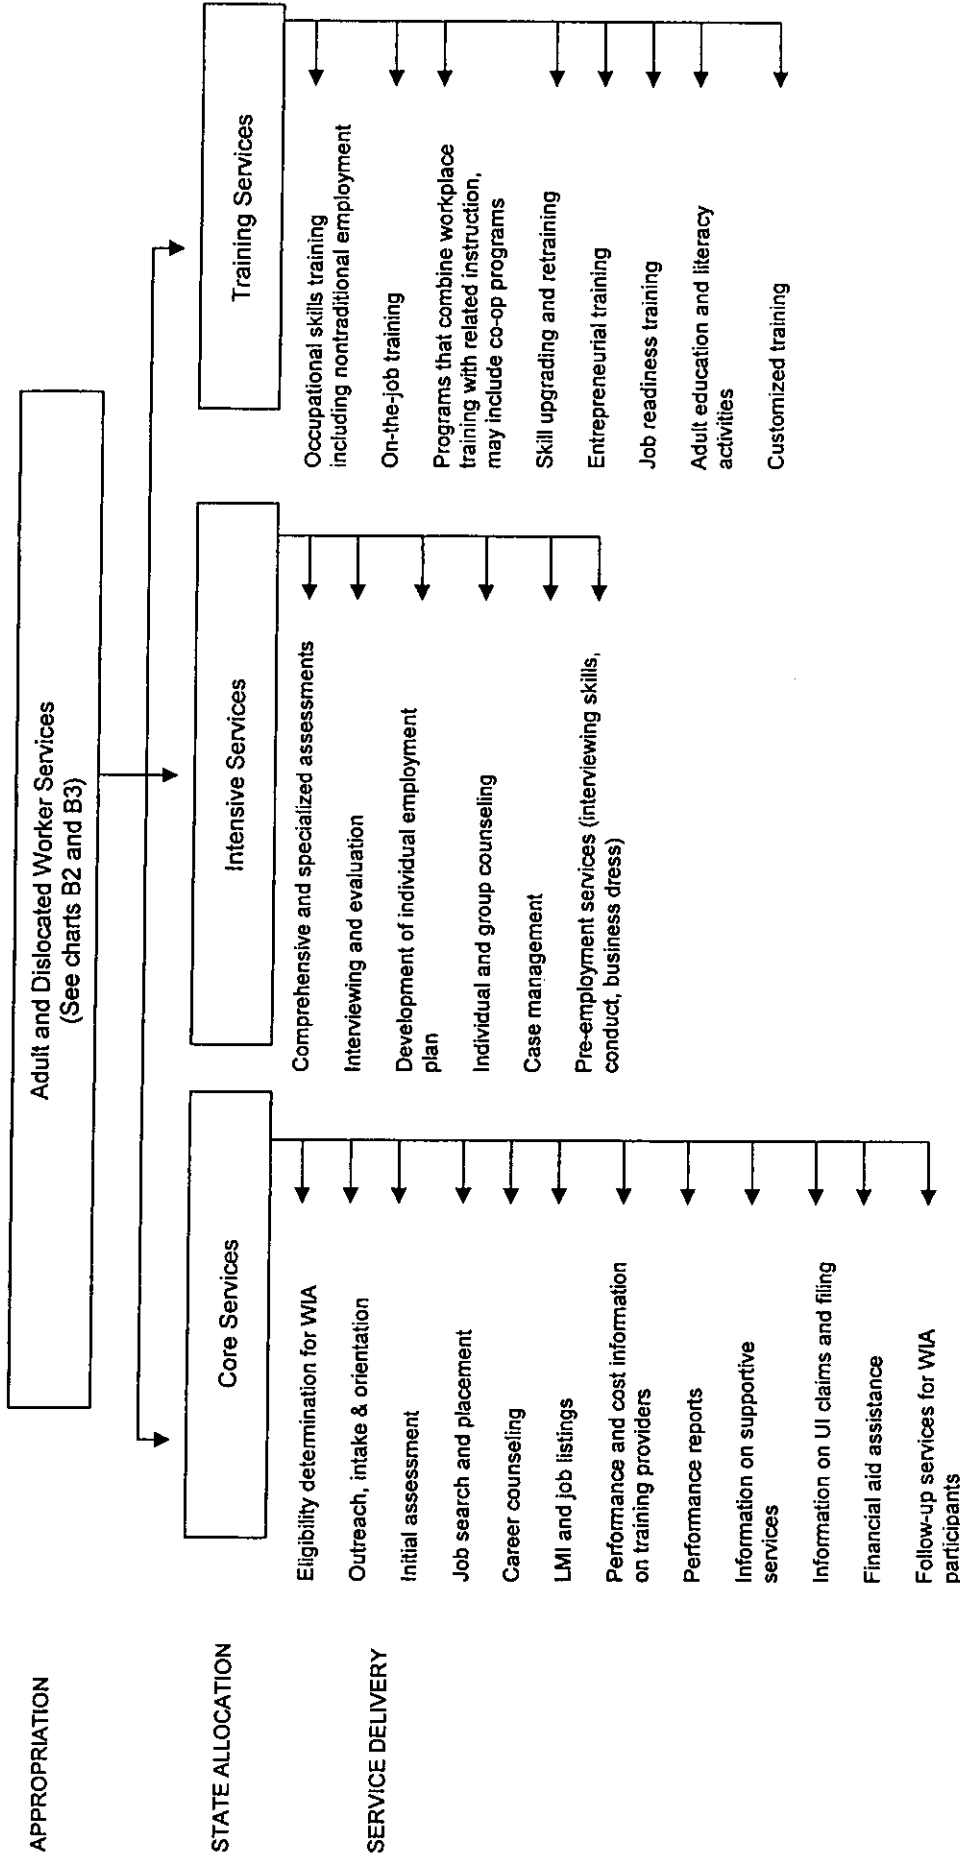 APPROPRIATION
Adult and Dislocated Worker Services
(See charts B2 and B3)
STATE ALLOCATION
Core Services
Intensive Services
Training Services
SERVICE DELIVERY
Eligibility determination for WIA
Outreach, intake & orientation
Initial assessment
Job search and placement
Career counseling
LMI and job listings
Performance and cost information
on training providers
Performance reports
Information on supportive
services
Information on UI claims and filing
Financial aid assistance
Follow-up services for WIA
participants
Comprehensive and specialized assessments
Interviewing and evaluation
Development of individual employment
plan
Individual and group counseling
Case management
Pre-employment services (interviewing skills,
conduct, business dress)
Occupational skills training
including nontraditional employment
On-the-job training
Programs that combine workplace
training with related instruction,
may include co-op programs
Skill upgrading and retraining
Entrepreneurial training
Job readiness training
Adult education and literacy
activities
Customized training